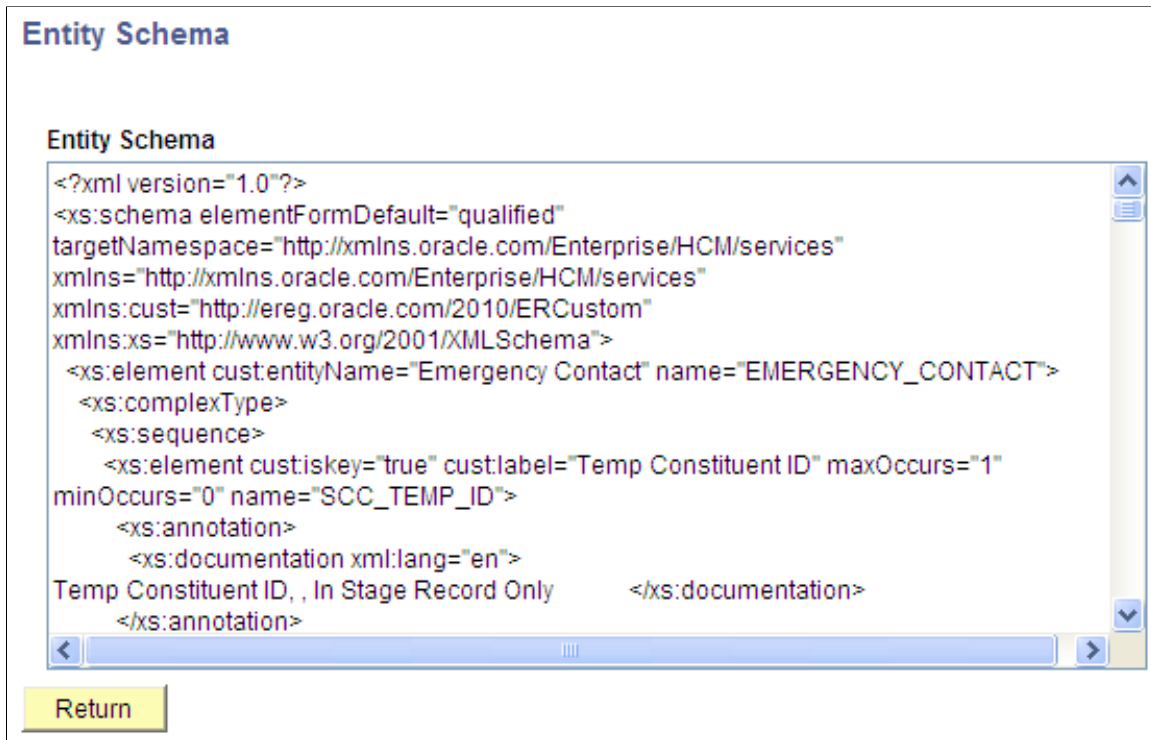 Entity Schema
Entity Schema
<?xml version="1.0"?>
<xs:schema elementFormDefault="qualified"
targetNamespace="http://xmlns.oracle.com/Enterprise/HCM/services"
xmlns="http://xmlns.oracle.com/Enterprise/HCM/services"
xmlns:cust="http://ereg.oracle.com/2010/ERCustom"
xmlns:xs="http://www.w3.org/2001/XMLSchema">
<xs:element cust:entityName="Emergency Contact" name="EMERGENCY_CONTACT">
<xs:complexType>
<xs:sequence>
<xs:element cust:iskey="true" cust:label="Temp Constituent ID" maxOccurs="1"
minOccurs="0" name="SCC_TEMP_ID">
<xs:annotation>
<xs:documentation xml:lang="en">
Temp Constituent ID, , In Stage Record Only </xs:documentation>
</xs:annotation>
Return